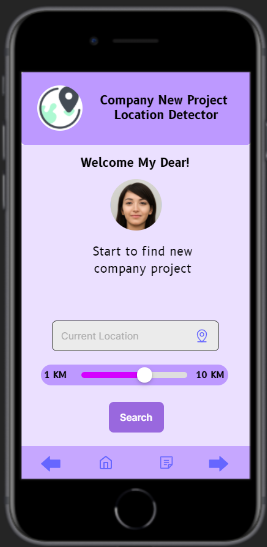 Company New Project
Location Detector
Welcome My Dear!
Start to find new
company project
Current Location
1 KM
10 KM
Search